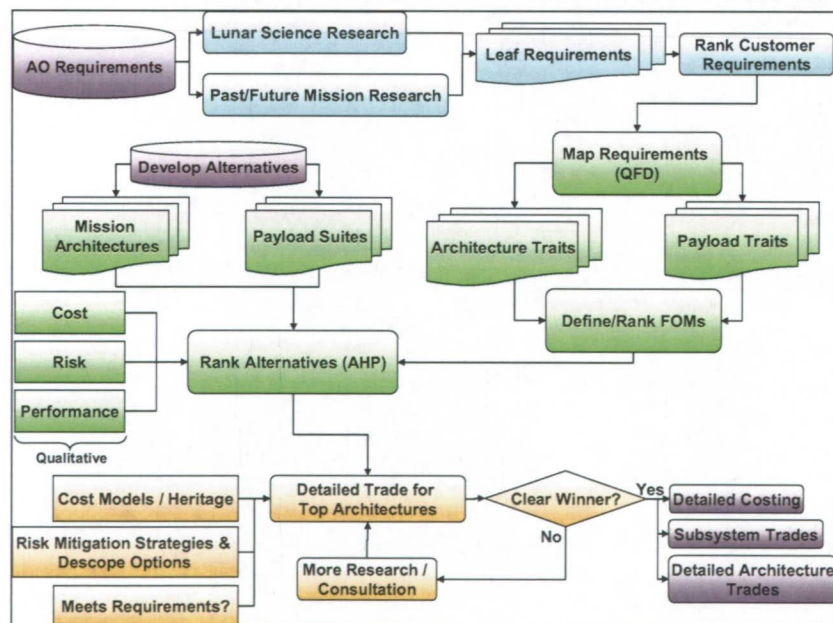 AO Requirements
Lunar Science Research
Past/Future Mission Research
Leaf Requirements
Rank Customer
Requirements
Map Requirements
(QFD)
Develop Alternatives
Mission
Architectures
Payload Suites
Architecture Traits
Payload Traits
Define/Rank FOMs
Cost
Risk
Performance
Qualitative
Rank Alternatives (AHP)
Cost Models / Heritage
Risk Mitigation Strategies &
Descope Options
Meets Requirements?
Detailed Trade for
Top Architectures
More Research /
Consultation
Clear Winner?
Yes
No
Detailed Costing
Subsystem Trades
Detailed Architecture
Trades